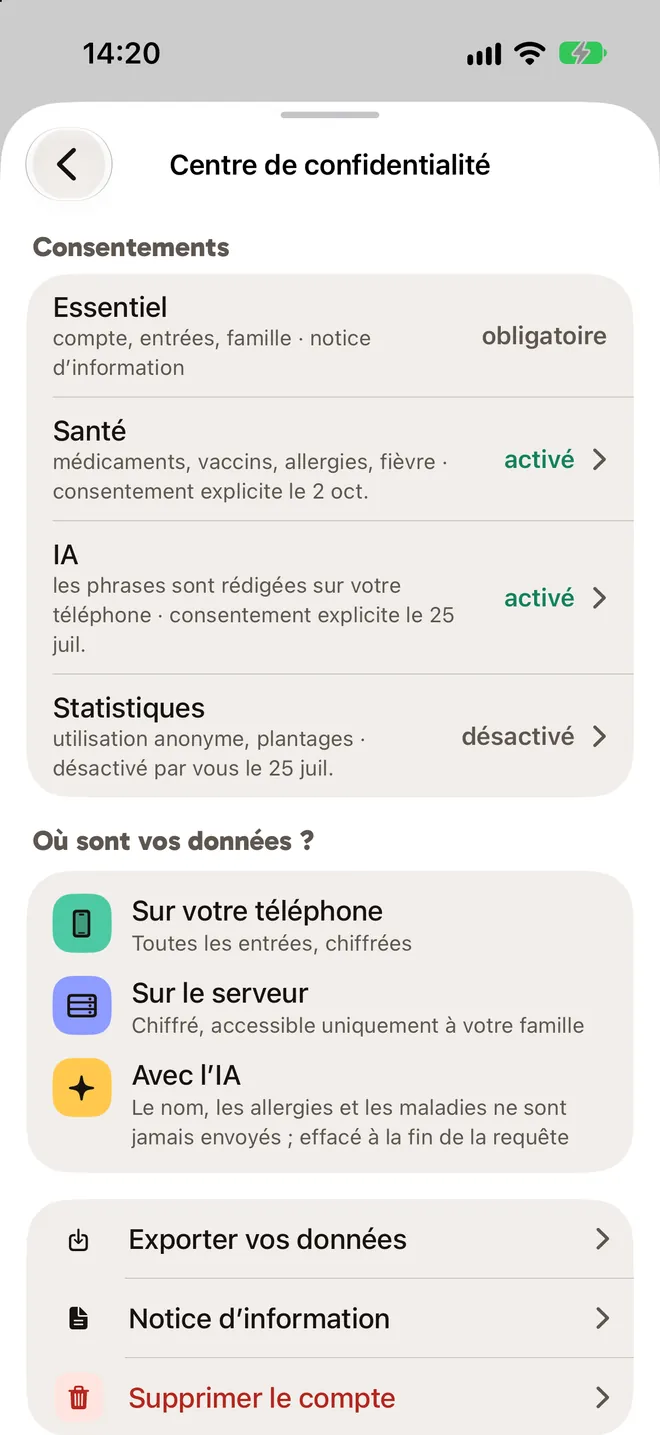 14:20
Centre de confidentialité
Consentements
Essentiel
compte, entrées, famille · notice
d’information
obligatoire
Santé
médicaments, vaccins, allergies, fièvre ·
consentement explicite le 2 oct.
activé
IA
les phrases sont rédigées sur votre
téléphone · consentement explicite le 25
juil.
activé
Statistiques
utilisation anonyme, plantages ·
désactivé par vous le 25 juil.
désactivé
Où sont vos données ?
Sur votre téléphone
Toutes les entrées, chiffrées
Sur le serveur
Chiffré, accessible uniquement à votre famille
Avec l’IA
Le nom, les allergies et les maladies ne sont
jamais envoyés ; effacé à la fin de la requête
Exporter vos données
Notice d’information
Supprimer le compte